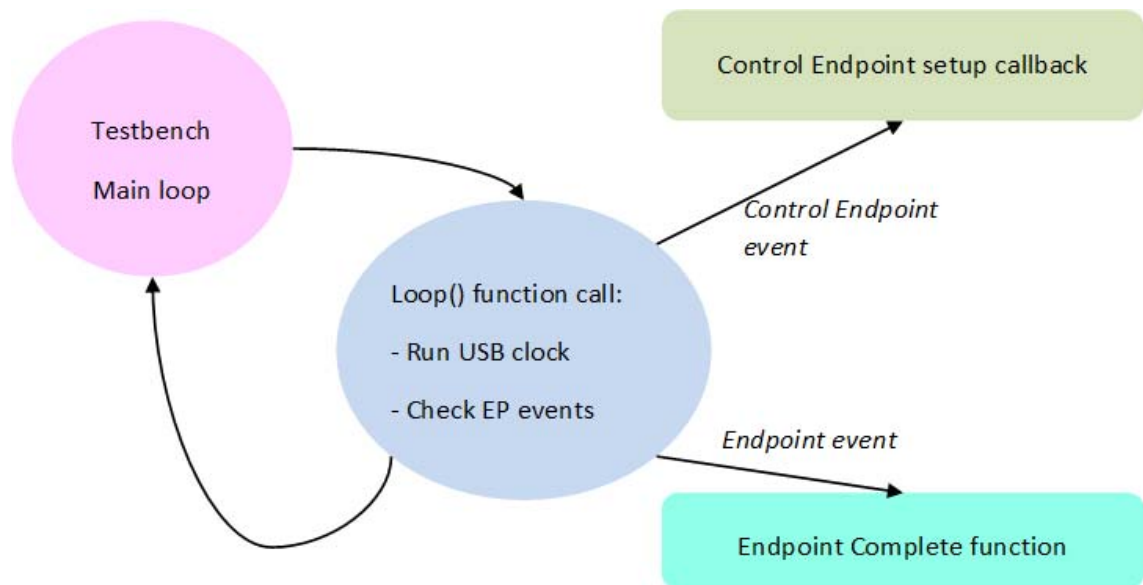 Testbench
Main loop
Loop() function call:
- Run USB clock
- Check EP events
Control Endpoint setup callback
Control Endpoint
event
Endpoint event
Endpoint Complete function